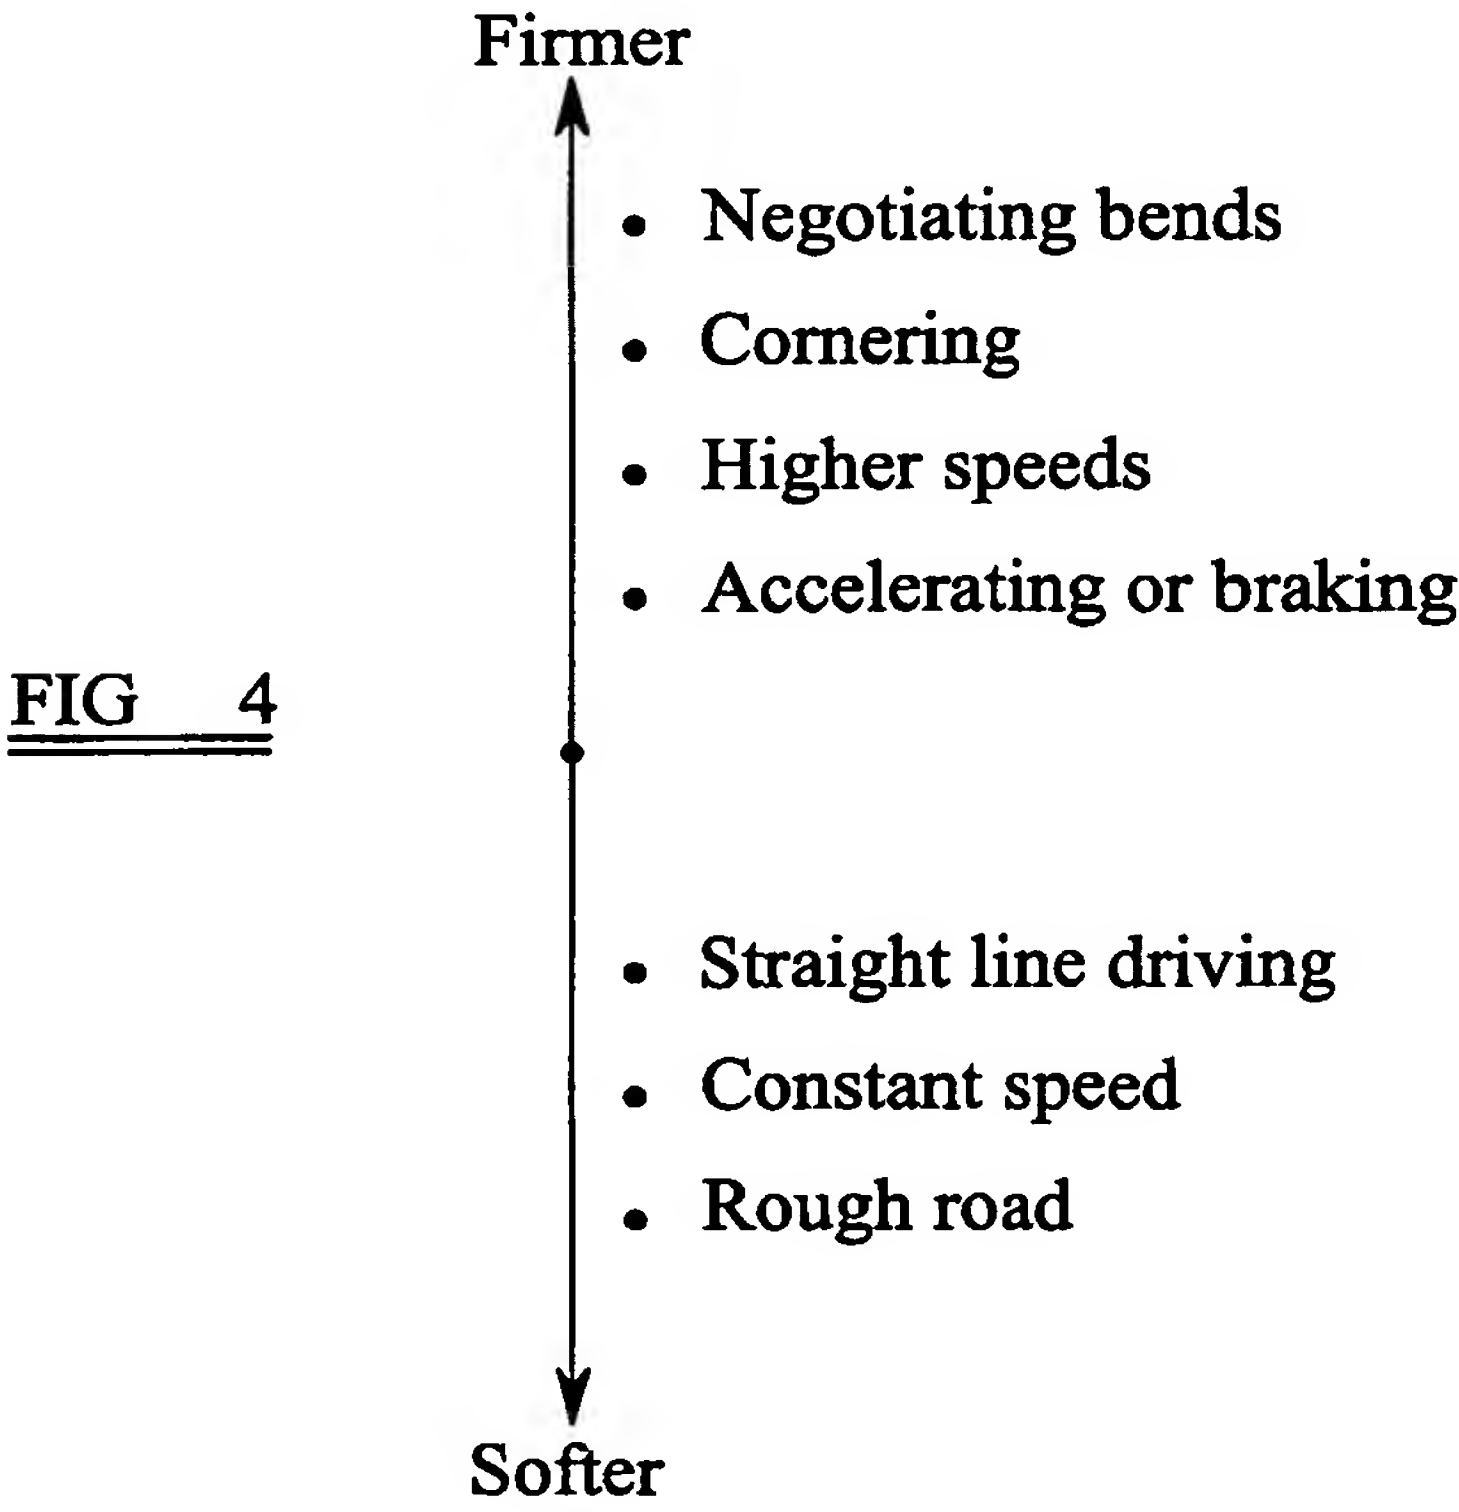 Firmer
• Negotiating bends
• Cornering
• Higher speeds
• Accelerating or braking
FIG 4
• Straight line driving
• Constant speed
• Rough road
Softer